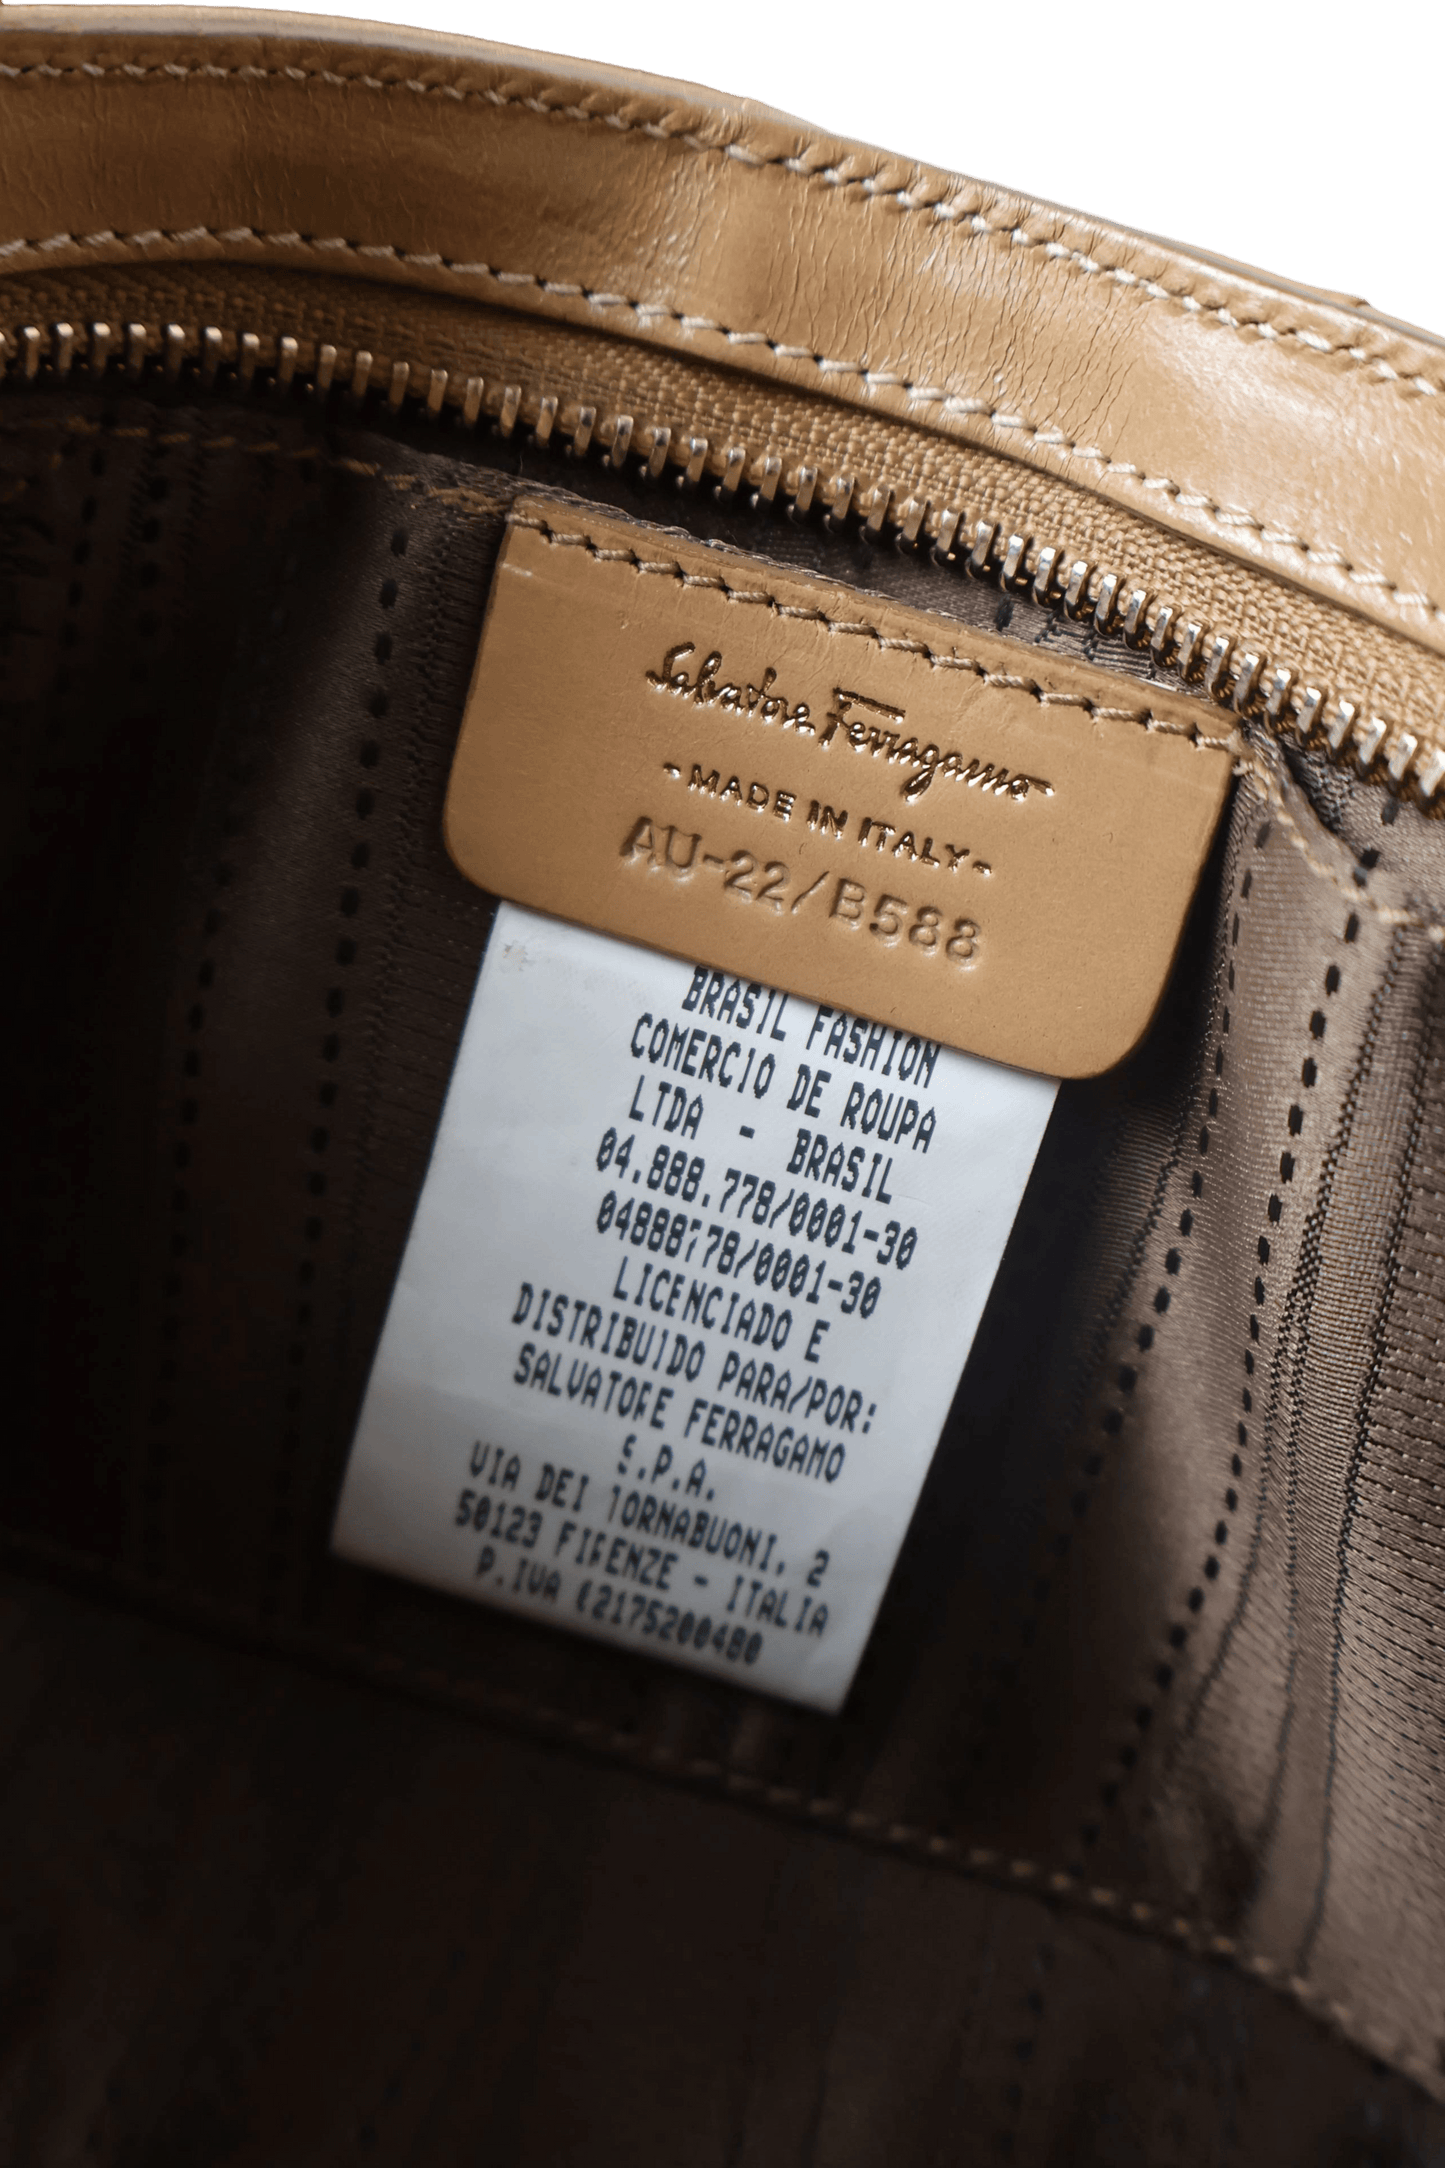 Salvatore Ferragamo
-MADE IN ITALY-
AU-22/B588
BRASIL FASHION
COMERCIO DE ROUPA
LTDA - BRASIL
04.888.778/0001-30
04888778/0001-30
LICENCIADO E
DISTRIBUIDO PARA/POR:
SALVATORE FERRAGAMO
S.P.A.
VIA DEI TORNABUONI, 2
50123 FIRENZE - ITALIA
P.IVA 02175200480